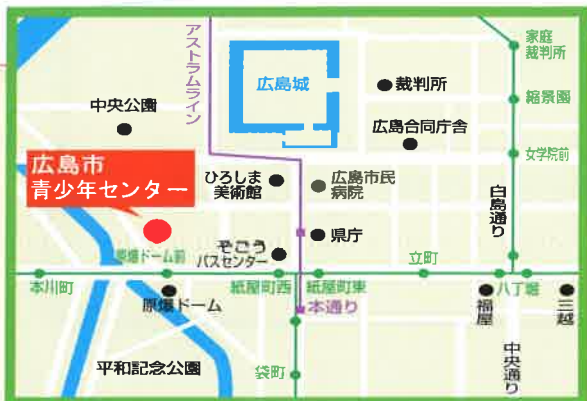 アストラムライン
家庭
裁判所
広島城
裁判所
縮景園
中央公園
広島合同庁舎
女学院前
広島市
青少年センター
ひろしま
美術館
広島市民
病院
白島通り
県庁
そごう
バスセンター
原爆ドーム前
立町
本川町
紙屋町西
紙屋町東
八丁堀
原爆ドーム
本通り
福屋
三越
平和記念公園
袋町
中央通り